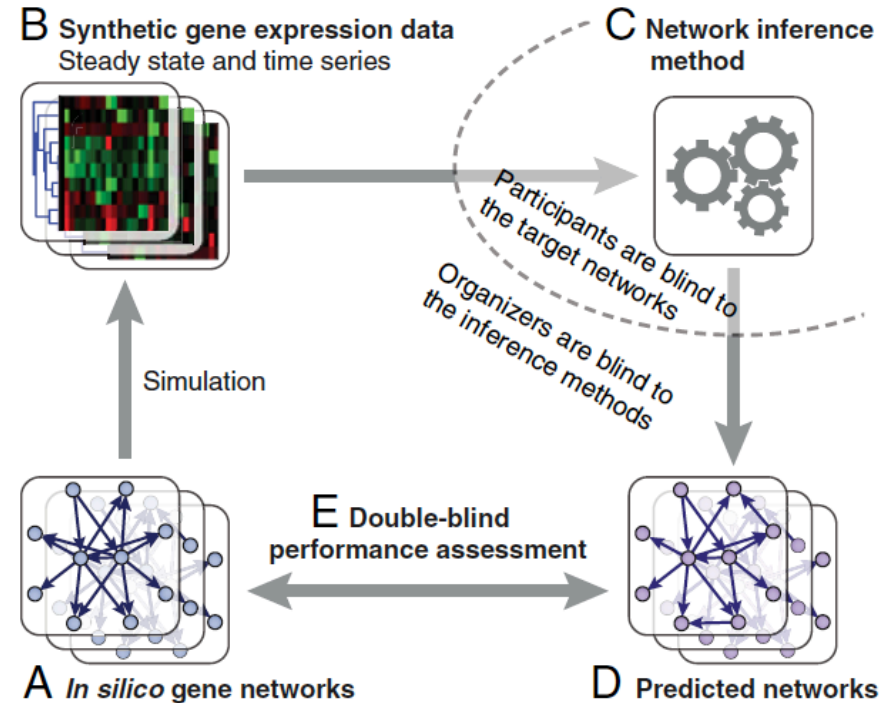 B Synthetic gene expression data
Steady state and time series
C Network inference
method
Participants are blind to
the target networks
Organizers are blind to
the inference methods
Simulation
E Double-blind
performance assessment
A In silico gene networks
D Predicted networks